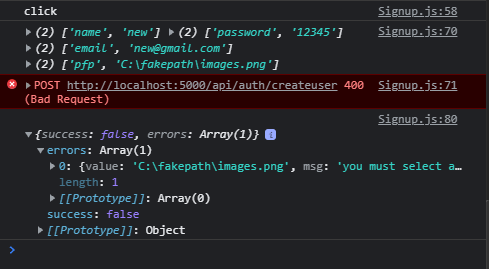 click Signup.js:58
▶(2) ['name', 'new'] ▶(2) ['password', '12345'] Signup.js:70
▶(2) ['email', 'new@gmail.com']
▶(2) ['pfp', 'C:\fakepath\images.png']
▶POST http://localhost:5000/api/auth/createuser 400 Signup.js:71
(Bad Request)
Signup.js:80
▼{success: false, errors: Array(1)} i
▼errors: Array(1)
▶0: {value: 'C:\fakepath\images.png', msg: 'you must select a…
length: 1
▶[[Prototype]]: Array(0)
success: false
▶[[Prototype]]: Object